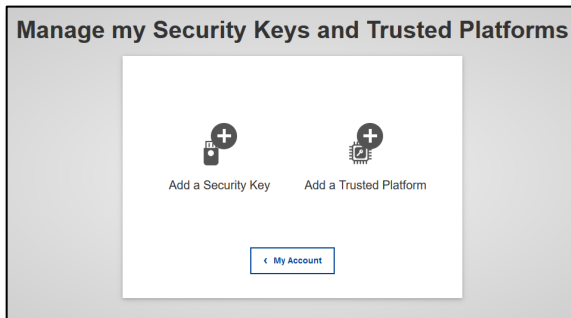 Manage my Security Keys and Trusted Platforms
Add a Security Key
Add a Trusted Platform
‹ My Account